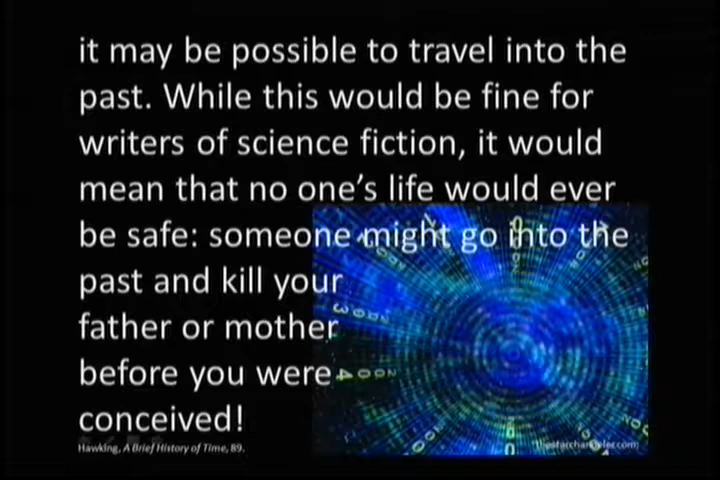 it may be possible to travel into the
past. While this would be fine for
writers of science fiction, it would
mean that no one's life would ever
be safe: someone might go into the
past and kill your
father or mother
before you were
conceived!
Hawking, A Brief History of Time, 89.